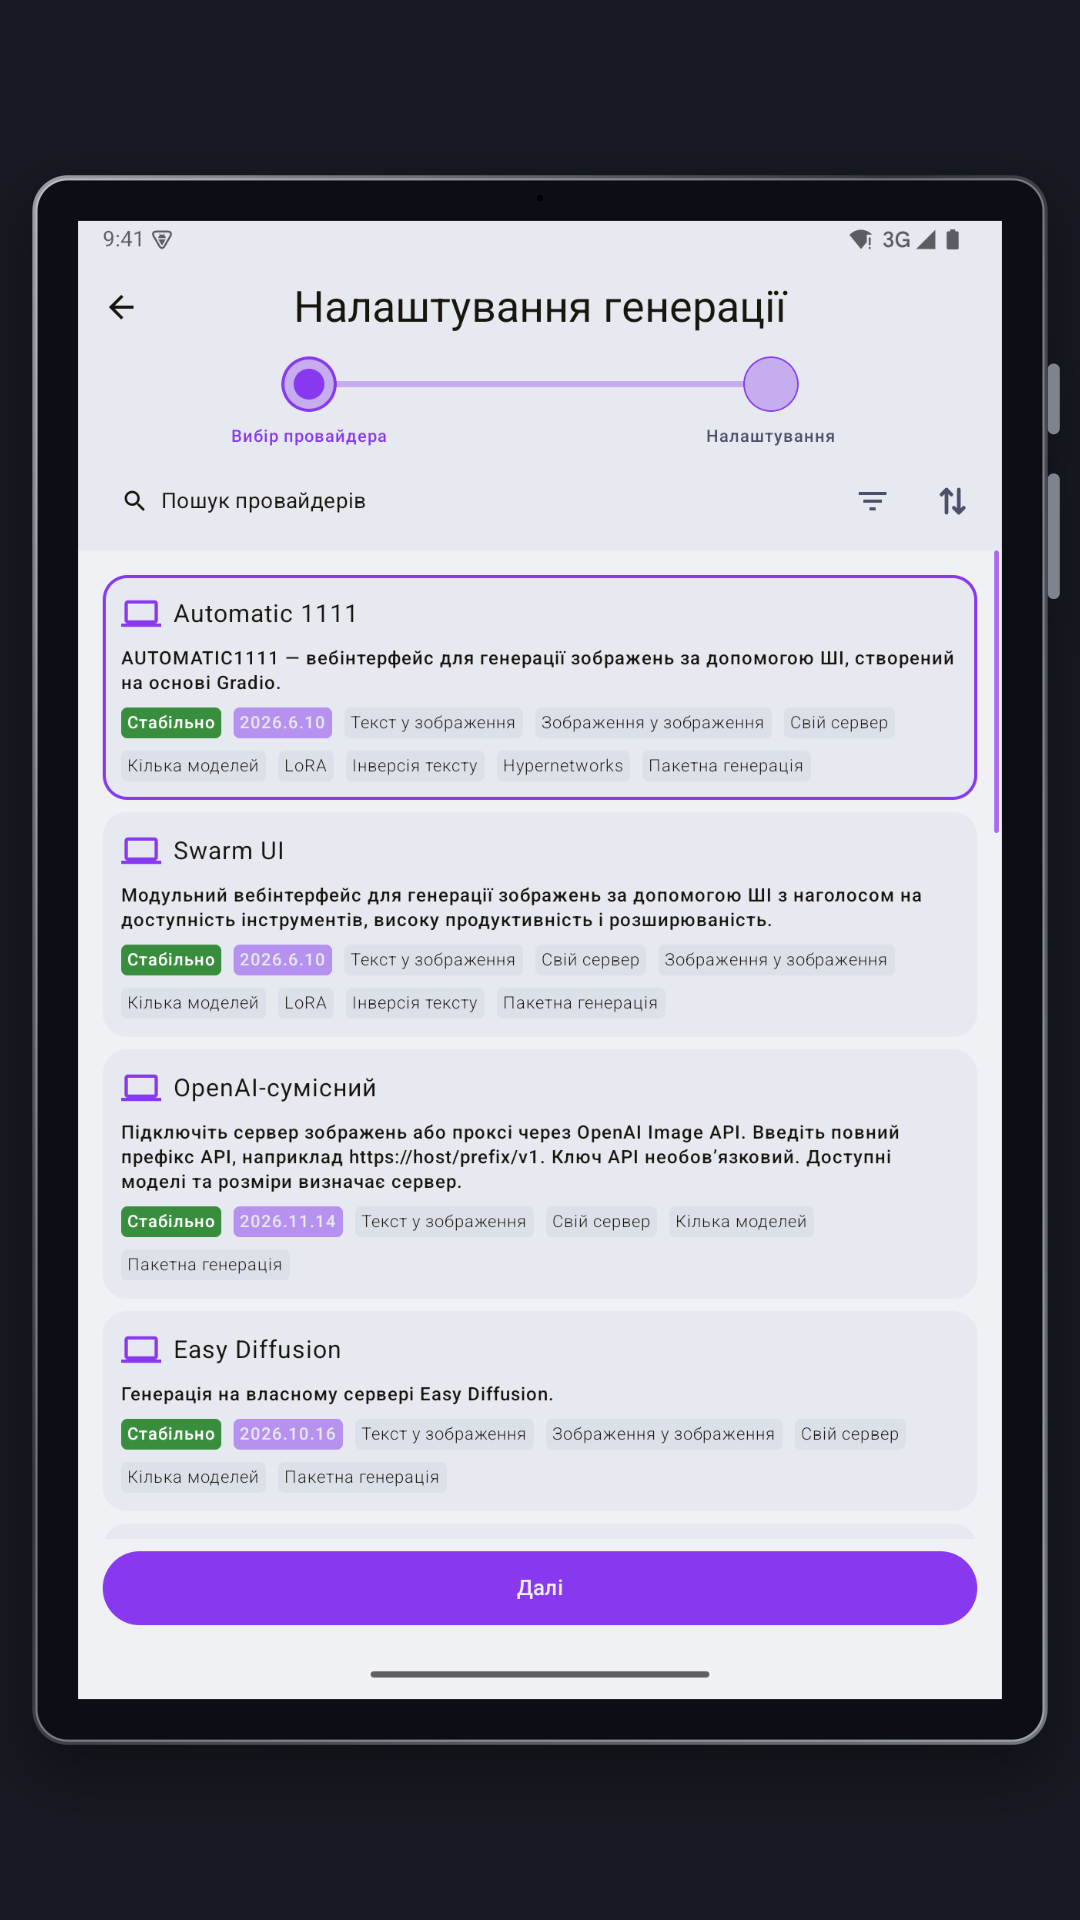 9:41
3G
Налаштування генерації
Вибір провайдера
Налаштування
Пошук провайдерів
Automatic 1111
AUTOMATIC1111 — вебінтерфейс для генерації зображень за допомогою ШІ, створений
на основі Gradio.
Стабільно 2026.6.10 Текст у зображення Зображення у зображення Свій сервер
Кілька моделей LoRA Інверсія тексту Hypernetworks Пакетна генерація
Swarm UI
Модульний вебінтерфейс для генерації зображень за допомогою ШІ з наголосом на
доступність інструментів, високу продуктивність і розширюваність.
Стабільно 2026.6.10 Текст у зображення Свій сервер Зображення у зображення
Кілька моделей LoRA Інверсія тексту Пакетна генерація
OpenAI-сумісний
Підключіть сервер зображень або проксі через OpenAI Image API. Введіть повний
префікс API, наприклад https://host/prefix/v1. Ключ API необов’язковий. Доступні
моделі та розміри визначає сервер.
Стабільно 2026.11.14 Текст у зображення Свій сервер Кілька моделей
Пакетна генерація
Easy Diffusion
Генерація на власному сервері Easy Diffusion.
Стабільно 2026.10.16 Текст у зображення Зображення у зображення Свій сервер
Кілька моделей Пакетна генерація
Далі